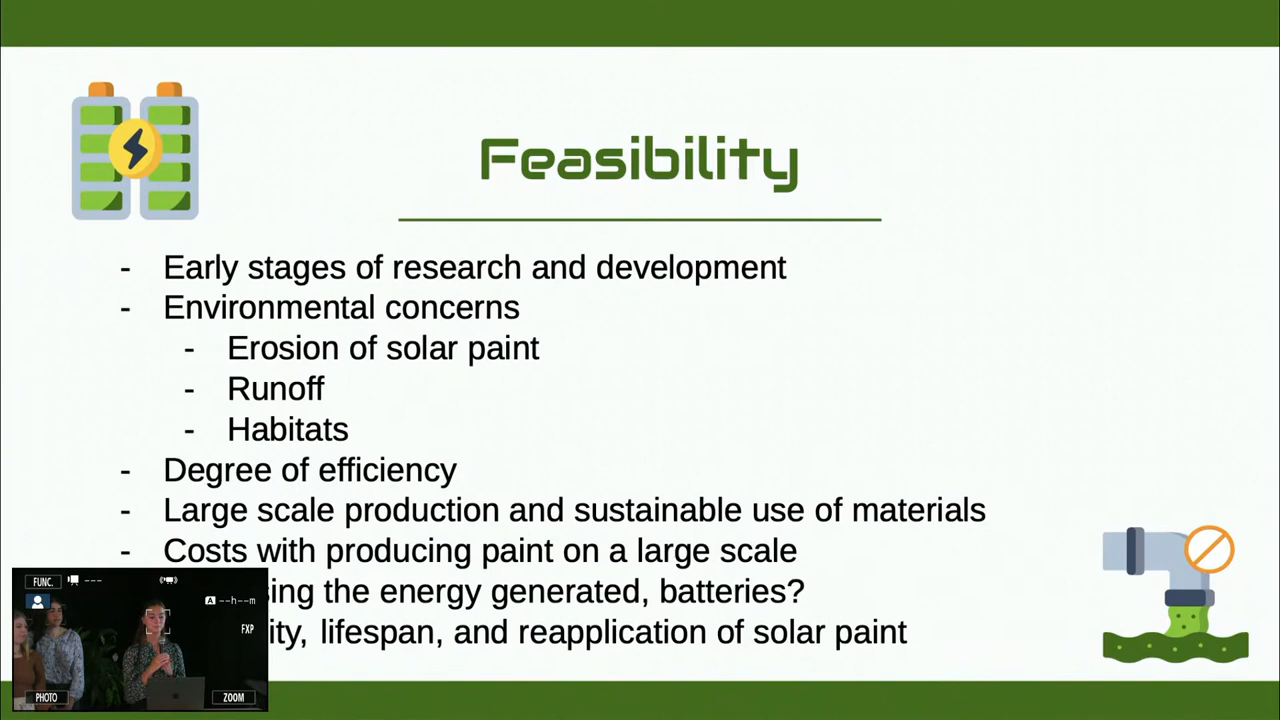 Feasibility
- Early stages of research and development
- Environmental concerns
- Erosion of solar paint
- Runoff
- Habitats
- Degree of efficiency
- Large scale production and sustainable use of materials
- Costs with producing paint on a large scale
the energy generated, batteries?
lifespan, and reapplication of solar paint
FUNC.
---
A --h--m
FXP
PHOTO
ZOOM